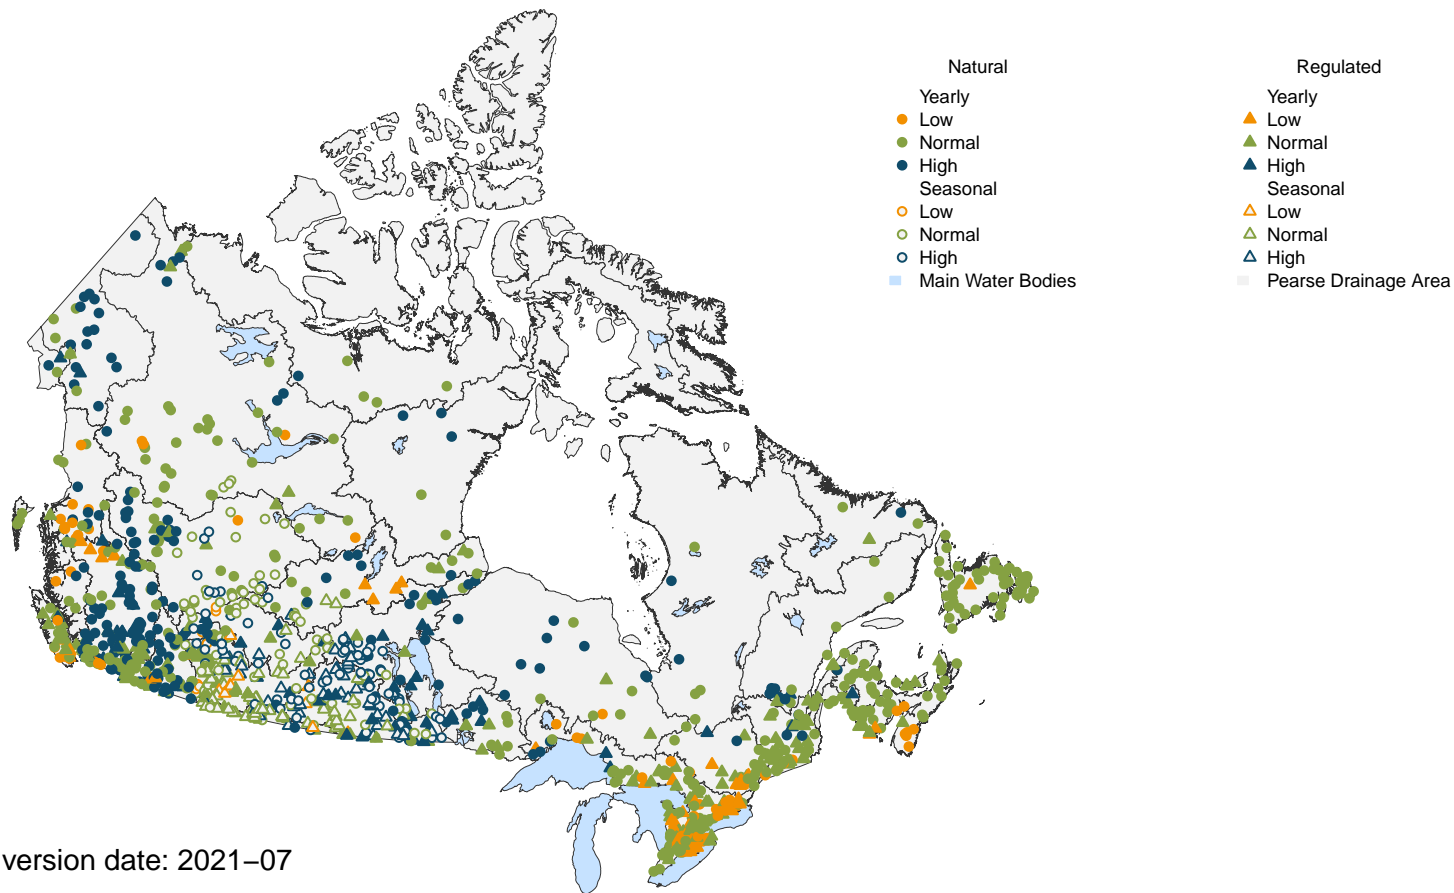 Natural
Yearly
Low
Normal
High
Seasonal
Low
Normal
High
Main Water Bodies
Regulated
Yearly
Low
Normal
High
Seasonal
Low
Normal
High
Pearse Drainage Area
version date: 2021−07